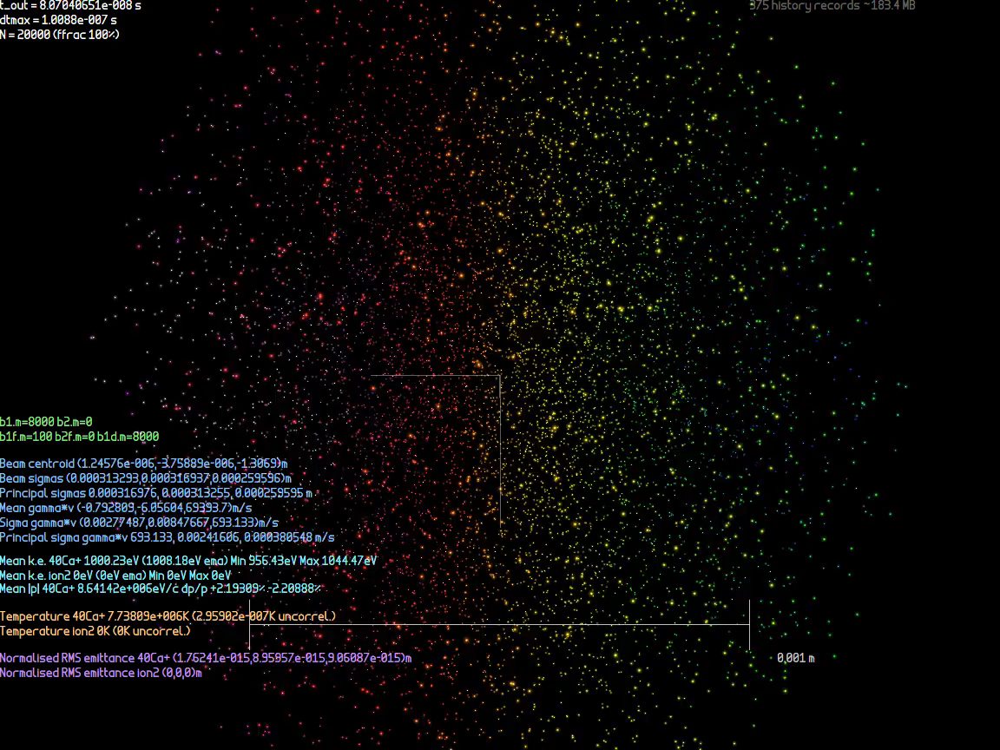 t_out = 8.07040651e-008 s
dtmax = 1.0088e-007 s
N = 20000 (ffrac 100%)
375 history records ~183.4 MB
b1.m=8000 b2.m=0
b1f.m=100 b2f.m=0 b1d.m=8000
Beam centroid (1.24576e-006,-3.75889e-006,-1.3069)m
Beam sigmas (0.000313293,0.000316937,0.000259596)m
Principal sigmas 0.000316976, 0.000313255, 0.000259595 m
Mean gamma*v (-0.792809,-6.05604,69393.7)m/s
Sigma gamma*v (0.00277487,0.00847667,693.133)m/s
Principal sigma gamma*v 693.133, 0.00241606, 0.000380548 m/s
Mean k.e. 40Ca+ 1000.23eV (1008.18eV ema) Min 956.43eV Max 1044.47eV
Mean k.e. ion2 0eV (0eV ema) Min 0eV Max 0eV
Mean |p| 40Ca+ 8.64142e+006eV/c dp/p +2.19309% -2.20888%
Temperature 40Ca+ 7.73809e+006K (2.95902e-007K uncorrel.)
Temperature ion2 0K (0K uncorrel.)
Normalised RMS emittance 40Ca+ (1.76241e-015,8.95957e-015,9.06087e-015)m
0.001 m
Normalised RMS emittance ion2 (0,0,0)m